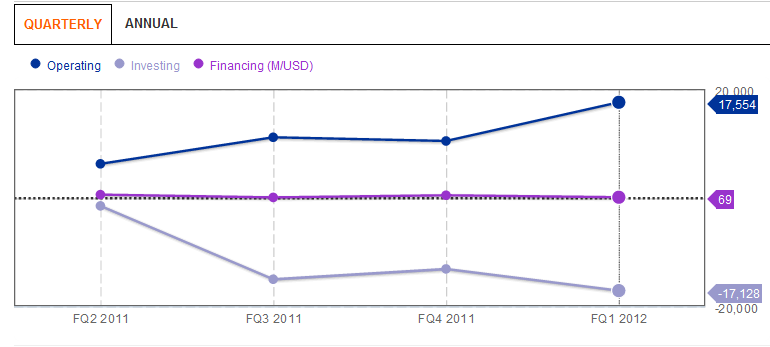 QUARTERLY ANNUAL
Operating Investing Financing (M/USD)
20,000
17,554
69
-17,128
-20,000
FQ2 2011 FQ3 2011 FQ4 2011 FQ1 2012